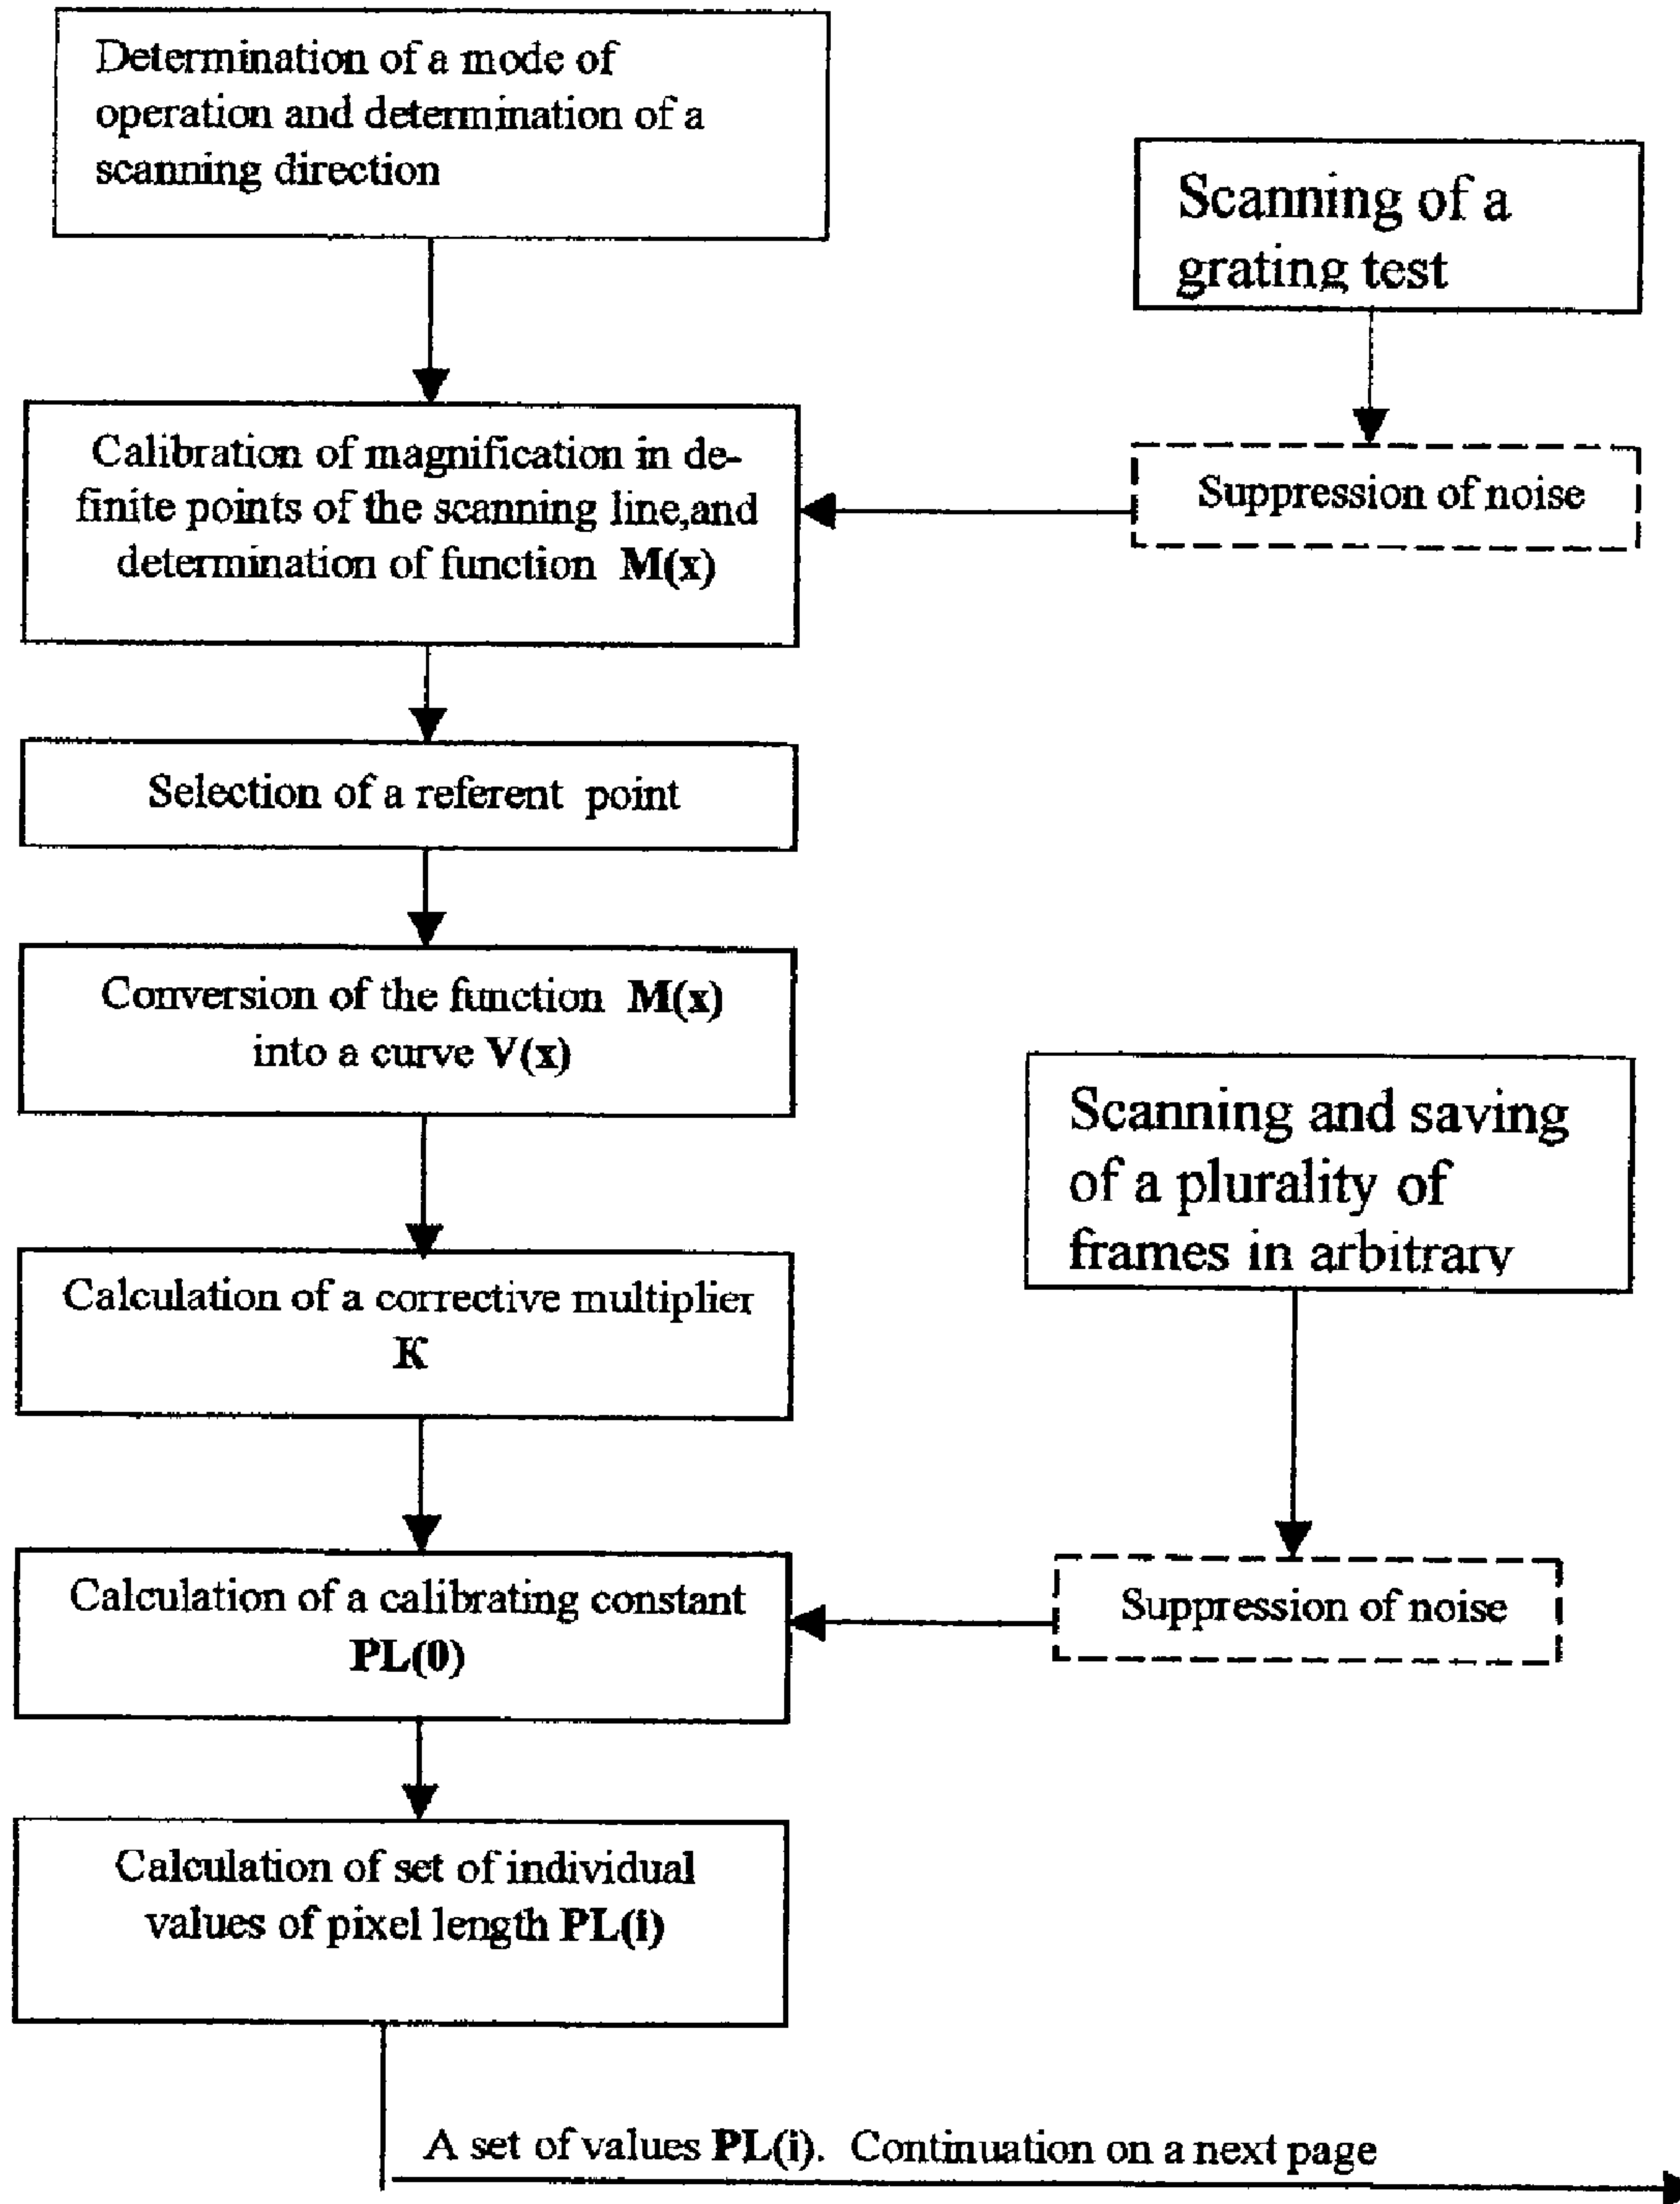 Determination of a mode of
operation and determination of a
scanning direction
Scanning of a
grating test
Calibration of magnification in de-
finite points of the scanning line,and
determination of function M(x)
Suppression of noise
Selection of a referent point
Conversion of the function M(x)
into a curve V(x)
Scanning and saving
of a plurality of
frames in arbitrary
Calculation of a corrective multiplier
K
Calculation of a calibrating constant
PL(0)
Suppression of noise
Calculation of set of individual
values of pixel length PL(i)
A set of values PL(i). Continuation on a next page